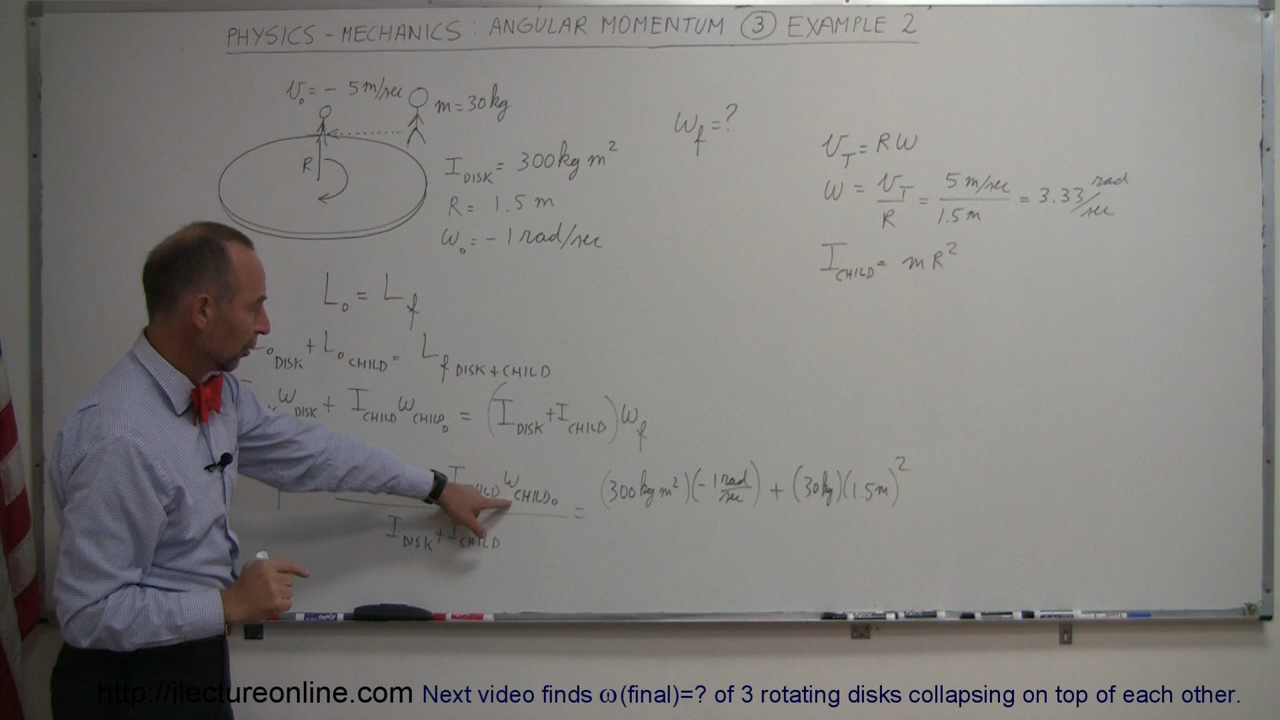 PHYSICS - MECHANICS : ANGULAR MOMENTUM ③ EXAMPLE 2
v₀ = - 5 m/sec
m = 30 kg
R
I_DISK = 300 kg m²
R = 1.5 m
ω₀ = - 1 rad/sec
ω_f = ?
v_T = R ω
ω = v_T / R = 5 m/sec / 1.5 m = 3.33 rad/sec
I_CHILD = m R²
L₀ = L_f
L₀ DISK + L₀ CHILD = L_f DISK + CHILD
ω_DISK + I_CHILD ω_CHILD₀ = (I_DISK + I_CHILD) ω_f
ω_CHILD₀ / I_DISK + I_CHILD = (300 kg m²)(- 1 rad/sec) + (30 kg)(1.5 m)²
http://ilectureonline.com Next video finds ω(final)=? of 3 rotating disks collapsing on top of each other.